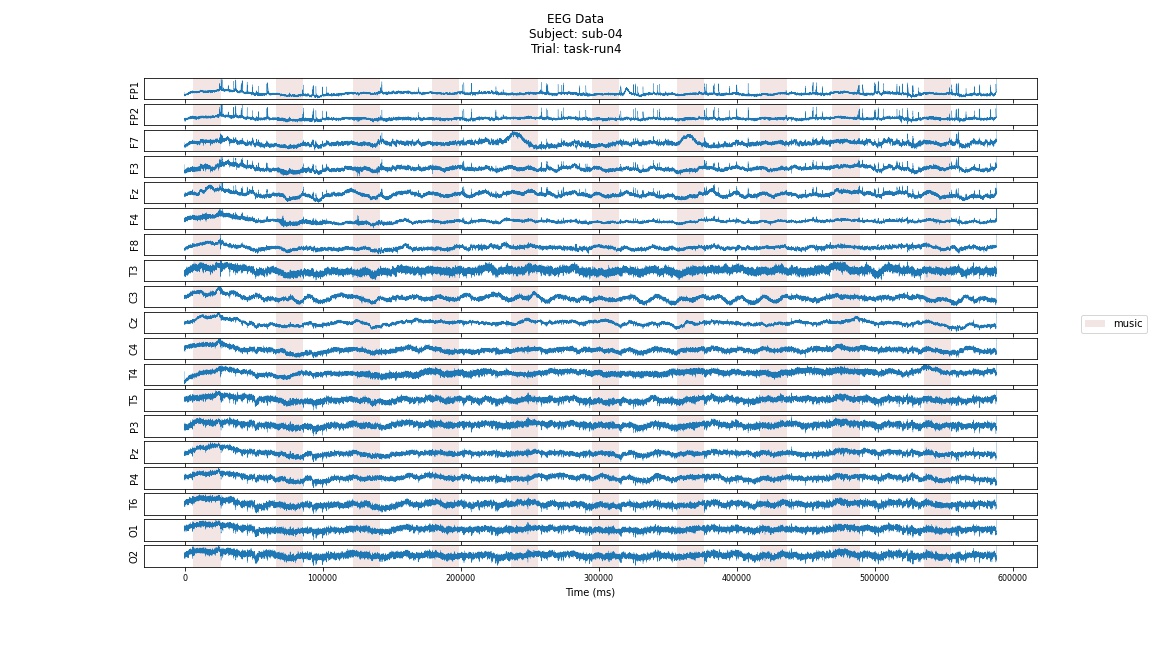 EEG Data
Subject: sub-04
Trial: task-run4
FP1
FP2
F7
F3
Fz
F4
F8
T3
C3
Cz
C4
T4
T5
P3
Pz
P4
T6
O1
O2
music
0 100000 200000 300000 400000 500000 600000
Time (ms)